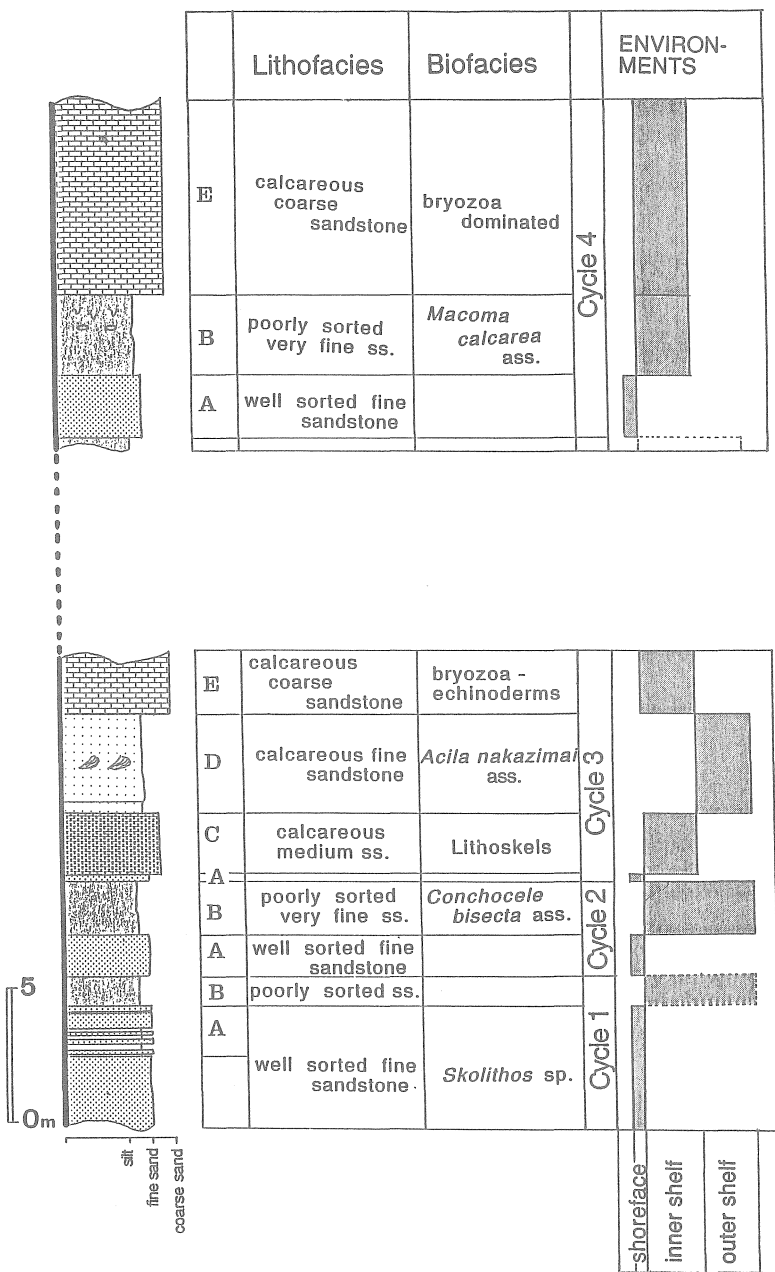 Lithofacies
Biofacies
ENVIRON-
MENTS
E
calcareous
coarse
sandstone
bryozoa
dominated
B
poorly sorted
very fine ss.
Macoma
calcarea
ass.
A
well sorted fine
sandstone
Cycle 4
E
calcareous
coarse
sandstone
bryozoa -
echinoderms
D
calcareous fine
sandstone
Acila nakazimai
ass.
C
calcareous
medium ss.
Lithoskels
A
Cycle 3
B
poorly sorted
very fine ss.
Conchocele
bisecta ass.
A
well sorted fine
sandstone
Cycle 2
B
poorly sorted ss.
A
well sorted fine
sandstone
Skolithos sp.
Cycle 1
5
0m
silt
fine sand
coarse sand
shoreface
inner shelf
outer shelf